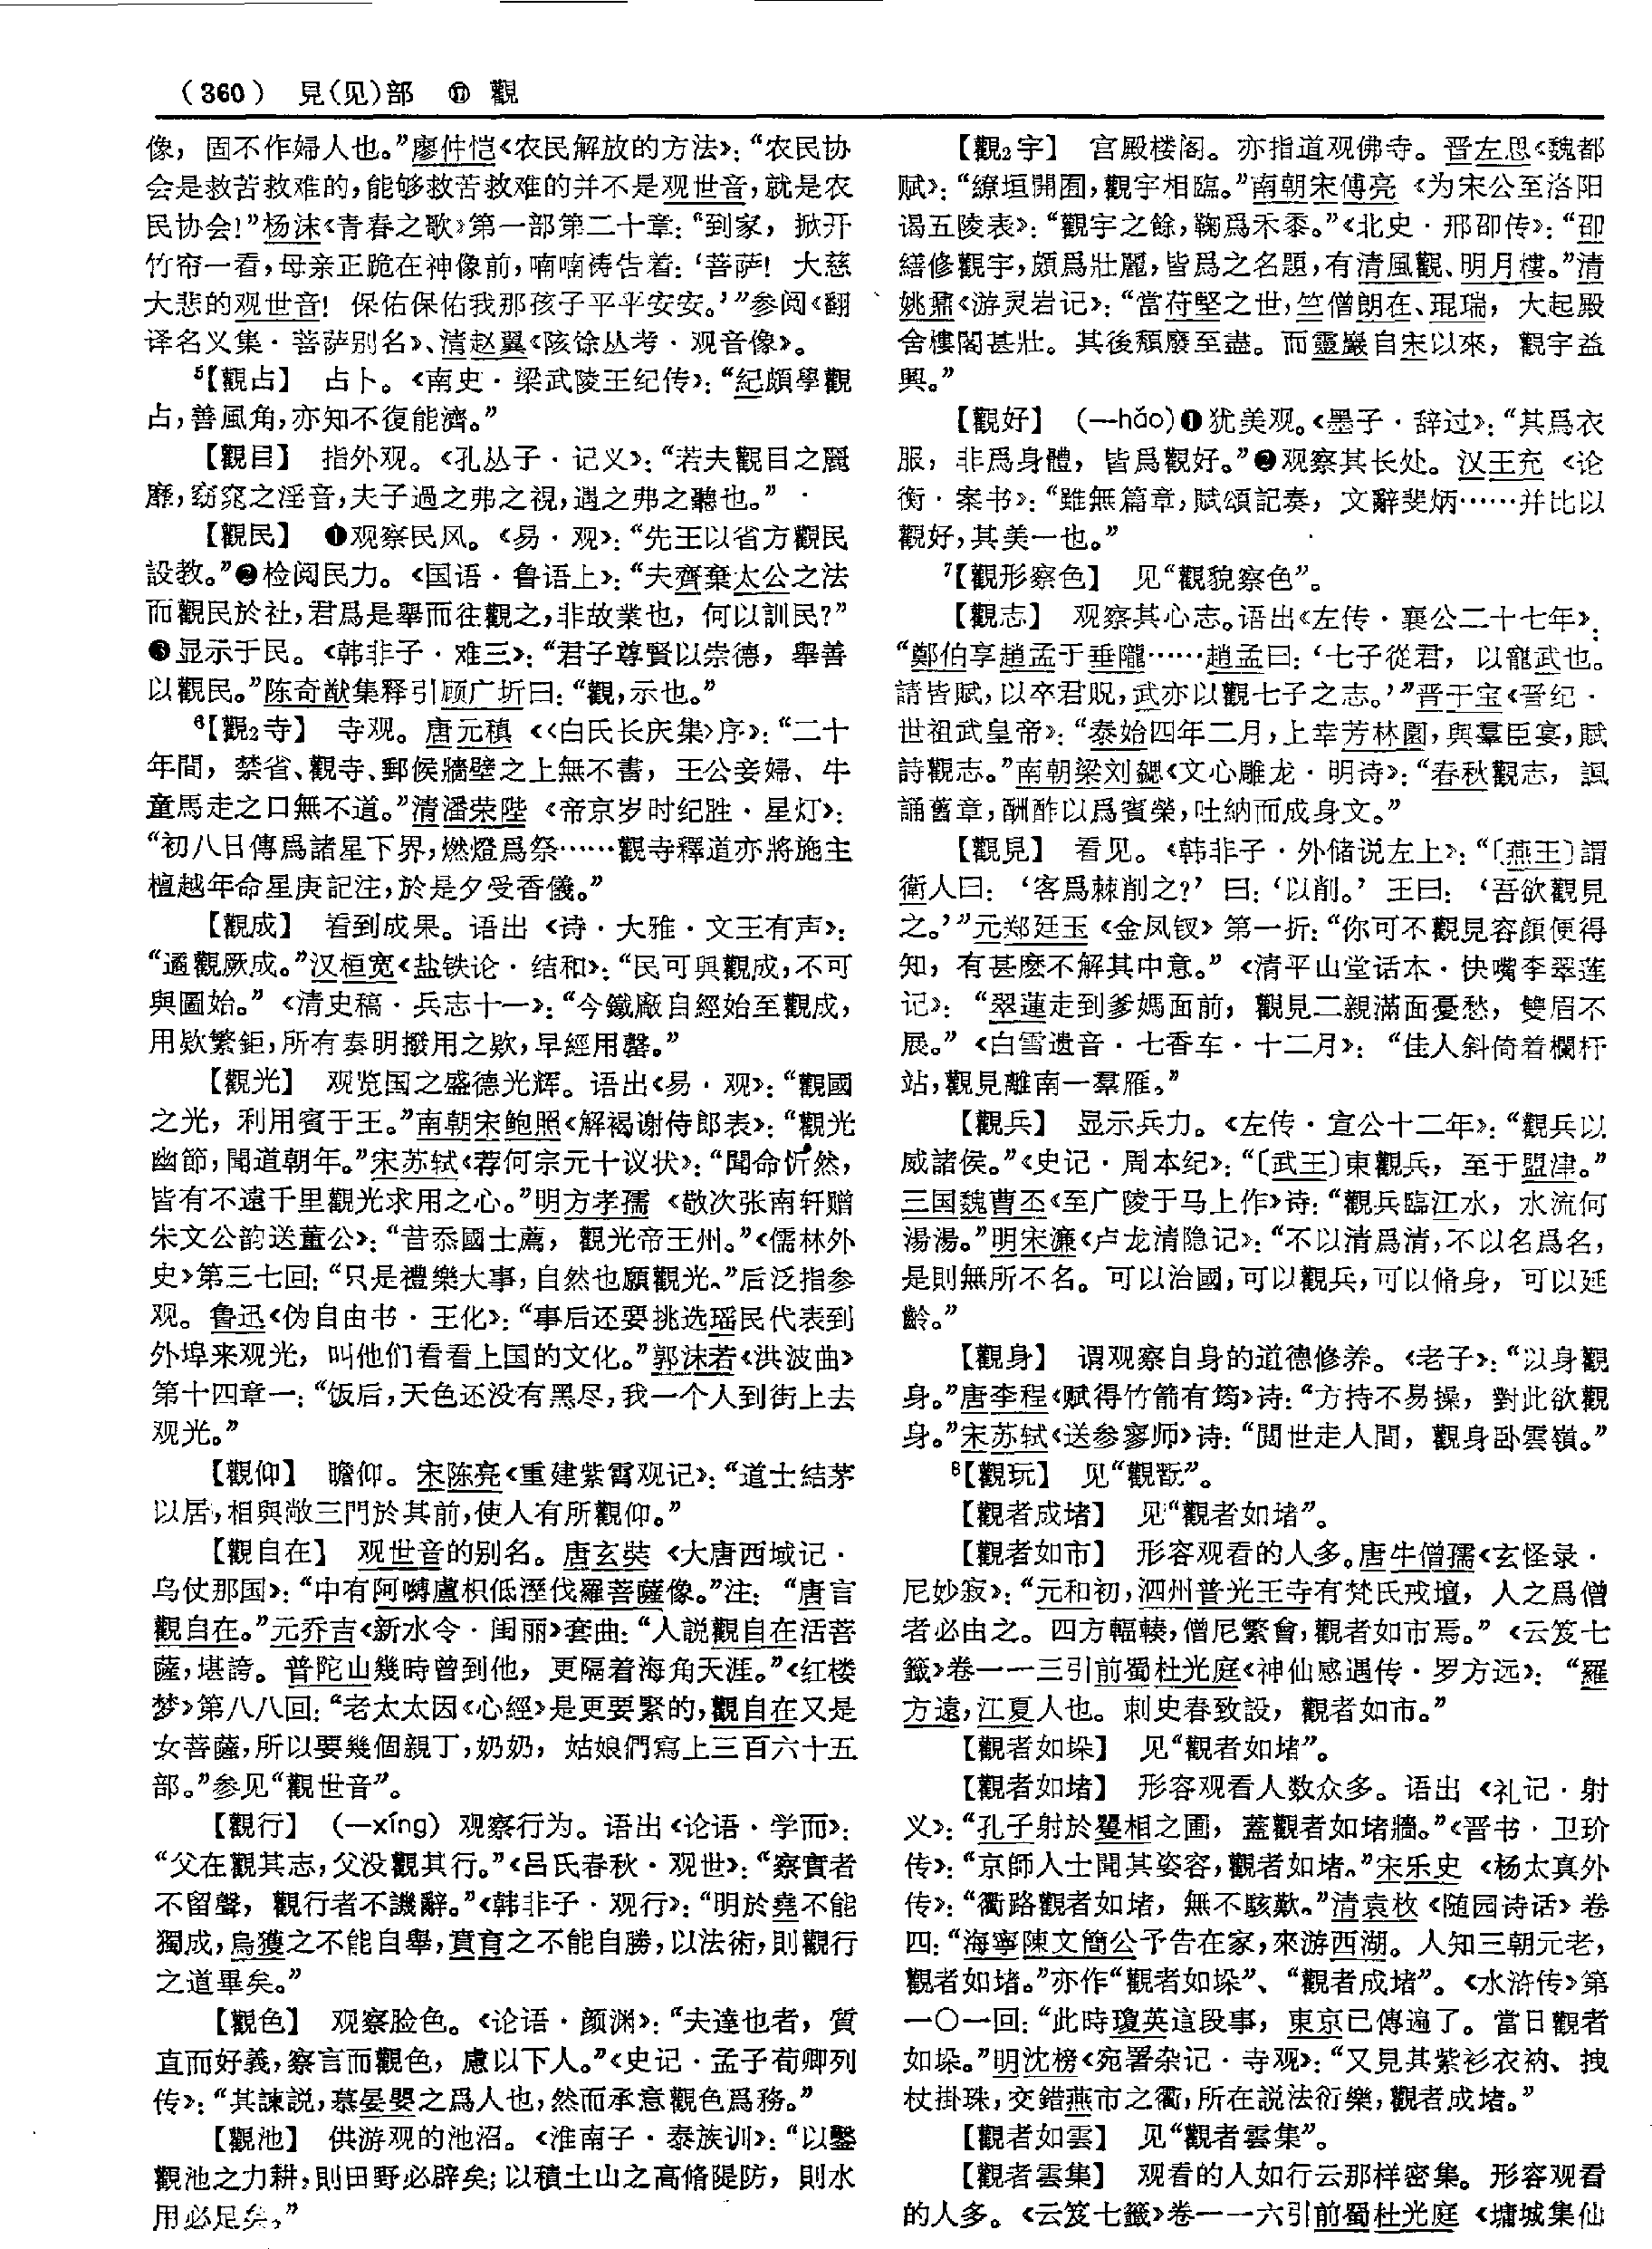 （360） 見(见)部 ⑰ 觀
像，固不作婦人也。”廖仲恺《农民解放的方法》：“农民协
会是救苦救难的，能够救苦救难的并不是观世音，就是农
民协会！”杨沫《青春之歌》第一部第二十章：“到家，掀开
竹帘一看，母亲正跪在神像前，喃喃祷告着：‘菩萨！大慈
大悲的观世音！保佑保佑我那孩子平平安安。’”参阅《翻
译名义集·菩萨别名》、清赵翼《陔馀丛考·观音像》。
⁵【觀占】 占卜。《南史·梁武陵王纪传》：“紀頗學觀
占，善風角，亦知不復能濟。”
【觀目】 指外观。《孔丛子·记义》：“若夫觀目之麗
靡，窈窕之淫音，夫子過之弗之視，遇之弗之聽也。”
【觀民】 ❶观察民风。《易·观》：“先王以省方觀民
設教。”❷检阅民力。《国语·鲁语上》：“夫齊棄太公之法
而觀民於社，君爲是舉而往觀之，非故業也，何以訓民？”
❸显示于民。《韩非子·难三》：“君子尊賢以崇德，舉善
以觀民。”陈奇猷集释引顾广圻曰：“觀，示也。”
⁶【觀₂寺】 寺观。唐元稹《〈白氏长庆集〉序》：“二十
年間，禁省、觀寺、郵候牆壁之上無不書，王公妾婦、牛
童馬走之口無不道。”清潘荣陛《帝京岁时纪胜·星灯》：
“初八日傳爲諸星下界，燃燈爲祭……觀寺釋道亦將施主
檀越年命星庚記注，於是夕受香儀。”
【觀成】 看到成果。语出《诗·大雅·文王有声》：
“遹觀厥成。”汉桓宽《盐铁论·结和》：“民可與觀成，不可
與圖始。”《清史稿·兵志十一》：“今鐵廠自經始至觀成，
用欵繁鉅，所有奏明撥用之欵，早經用罄。”
【觀光】 观览国之盛德光辉。语出《易·观》：“觀國
之光，利用賓于王。”南朝宋鲍照《解褐谢侍郎表》：“觀光
幽節，聞道朝年。”宋苏轼《荐何宗元十议状》：“聞命忻然，
皆有不遠千里觀光求用之心。”明方孝孺《敬次张南轩赠
朱文公韵送董公》：“昔忝國士薦，觀光帝王州。”《儒林外
史》第三七回：“只是禮樂大事，自然也願觀光。”后泛指参
观。鲁迅《伪自由书·王化》：“事后还要挑选瑶民代表到
外埠来观光，叫他们看看上国的文化。”郭沫若《洪波曲》
第十四章一：“饭后，天色还没有黑尽，我一个人到街上去
观光。”
【觀仰】 瞻仰。宋陈亮《重建紫霄观记》：“道士結茅
以居，相與敞三門於其前，使人有所觀仰。”
【觀自在】 观世音的别名。唐玄奘《大唐西域记·
乌仗那国》：“中有阿嚩盧枳低溼伐羅菩薩像。”注：“唐言
觀自在。”元乔吉《新水令·闺丽》套曲：“人説觀自在活菩
薩，堪誇。普陀山幾時曾到他，更隔着海角天涯。”《红楼
梦》第八八回：“老太太因《心經》是更要緊的，觀自在又是
女菩薩，所以要幾個親丁，奶奶，姑娘們寫上三百六十五
部。”参见“觀世音”。
【觀行】 （一xíng）观察行为。语出《论语·学而》：
“父在觀其志，父没觀其行。”《吕氏春秋·观世》：“察實者
不留聲，觀行者不譏辭。”《韩非子·观行》：“明於堯不能
獨成，烏獲之不能自舉，賁育之不能自勝，以法術，則觀行
之道畢矣。”
【觀色】 观察脸色。《论语·颜渊》：“夫達也者，質
直而好義，察言而觀色，慮以下人。”《史记·孟子荀卿列
传》：“其諫説，慕晏嬰之爲人也，然而承意觀色爲務。”
【觀池】 供游观的池沼。《淮南子·泰族训》：“以鑿
觀池之力耕，則田野必辟矣；以積土山之高脩隄防，則水
用必足矣。”
【觀₂宇】 宫殿楼阁。亦指道观佛寺。晋左思《魏都
赋》：“繚垣開囿，觀宇相臨。”南朝宋傅亮《为宋公至洛阳
谒五陵表》：“觀宇之餘，鞠爲禾黍。”《北史·邢邵传》：“邵
繕修觀宇，頗爲壯麗，皆爲之名題，有清風觀、明月樓。”清
姚鼐《游灵岩记》：“當苻堅之世，竺僧朗在、琨瑞，大起殿
舍樓閣甚壯。其後頹廢至盡。而靈巖自宋以來，觀宇益
興。”
【觀好】 （一hǎo）❶犹美观。《墨子·辞过》：“其爲衣
服，非爲身體，皆爲觀好。”❷观察其长处。汉王充《论
衡·案书》：“雖無篇章，賦頌記奏，文辭斐炳……并比以
觀好，其美一也。”
⁷【觀形察色】 见“觀貌察色”。
【觀志】 观察其心志。语出《左传·襄公二十七年》：
“鄭伯享趙孟于垂隴……趙孟曰：‘七子從君，以寵武也。
請皆賦，以卒君貺，武亦以觀七子之志。’”晋干宝《晋纪·
世祖武皇帝》：“泰始四年二月，上幸芳林園，與羣臣宴，賦
詩觀志。”南朝梁刘勰《文心雕龙·明诗》：“春秋觀志，諷
誦舊章，酬酢以爲賓榮，吐納而成身文。”
【觀見】 看见。《韩非子·外储说左上》：“〔燕王〕謂
衛人曰：‘客爲棘削之？’曰：‘以削。’王曰：‘吾欲觀見
之。’”元郑廷玉《金凤钗》第一折：“你可不觀見容顔便得
知，有甚麽不解其中意。”《清平山堂话本·快嘴李翠莲
记》：“翠蓮走到爹媽面前，觀見二親滿面憂愁，雙眉不
展。”《白雪遗音·七香车·十二月》：“佳人斜倚着欄杆
站，觀見離南一羣雁。”
【觀兵】 显示兵力。《左传·宣公十二年》：“觀兵以
威諸侯。”《史记·周本纪》：“〔武王〕東觀兵，至于盟津。”
三国魏曹丕《至广陵于马上作》诗：“觀兵臨江水，水流何
湯湯。”明宋濂《卢龙清隐记》：“不以清爲清，不以名爲名，
是則無所不名。可以治國，可以觀兵，可以脩身，可以延
齡。”
【觀身】 谓观察自身的道德修养。《老子》：“以身觀
身。”唐李程《赋得竹箭有筠》诗：“方持不易操，對此欲觀
身。”宋苏轼《送参寥师》诗：“閲世走人間，觀身卧雲嶺。”
⁸【觀玩】 见“觀翫”。
【觀者成堵】 见“觀者如堵”。
【觀者如市】 形容观看的人多。唐牛僧孺《玄怪录·
尼妙寂》：“元和初，泗州普光王寺有梵氏戒壇，人之爲僧
者必由之。四方輻輳，僧尼繁會，觀者如市焉。”《云笈七
籤》卷一一三引前蜀杜光庭《神仙感遇传·罗方远》：“羅
方遠，江夏人也。刺史春致設，觀者如市。”
【觀者如垛】 见“觀者如堵”。
【觀者如堵】 形容观看人数众多。语出《礼记·射
义》：“孔子射於矍相之圃，蓋觀者如堵牆。”《晋书·卫玠
传》：“京師人士聞其姿容，觀者如堵。”宋乐史《杨太真外
传》：“衢路觀者如堵，無不駭歎。”清袁枚《随园诗话》卷
四：“海寧陳文簡公予告在家，來游西湖。人知三朝元老，
觀者如堵。”亦作“觀者如垛”、“觀者成堵”。《水浒传》第
一〇一回：“此時瓊英這段事，東京已傳遍了。當日觀者
如垛。”明沈榜《宛署杂记·寺观》：“又見其紫衫衣衲、拽
杖掛珠，交錯燕市之衢，所在説法衍樂，觀者成堵。”
【觀者如雲】 见“觀者雲集”。
【觀者雲集】 观看的人如行云那样密集。形容观看
的人多。《云笈七籤》卷一一六引前蜀杜光庭《墉城集仙